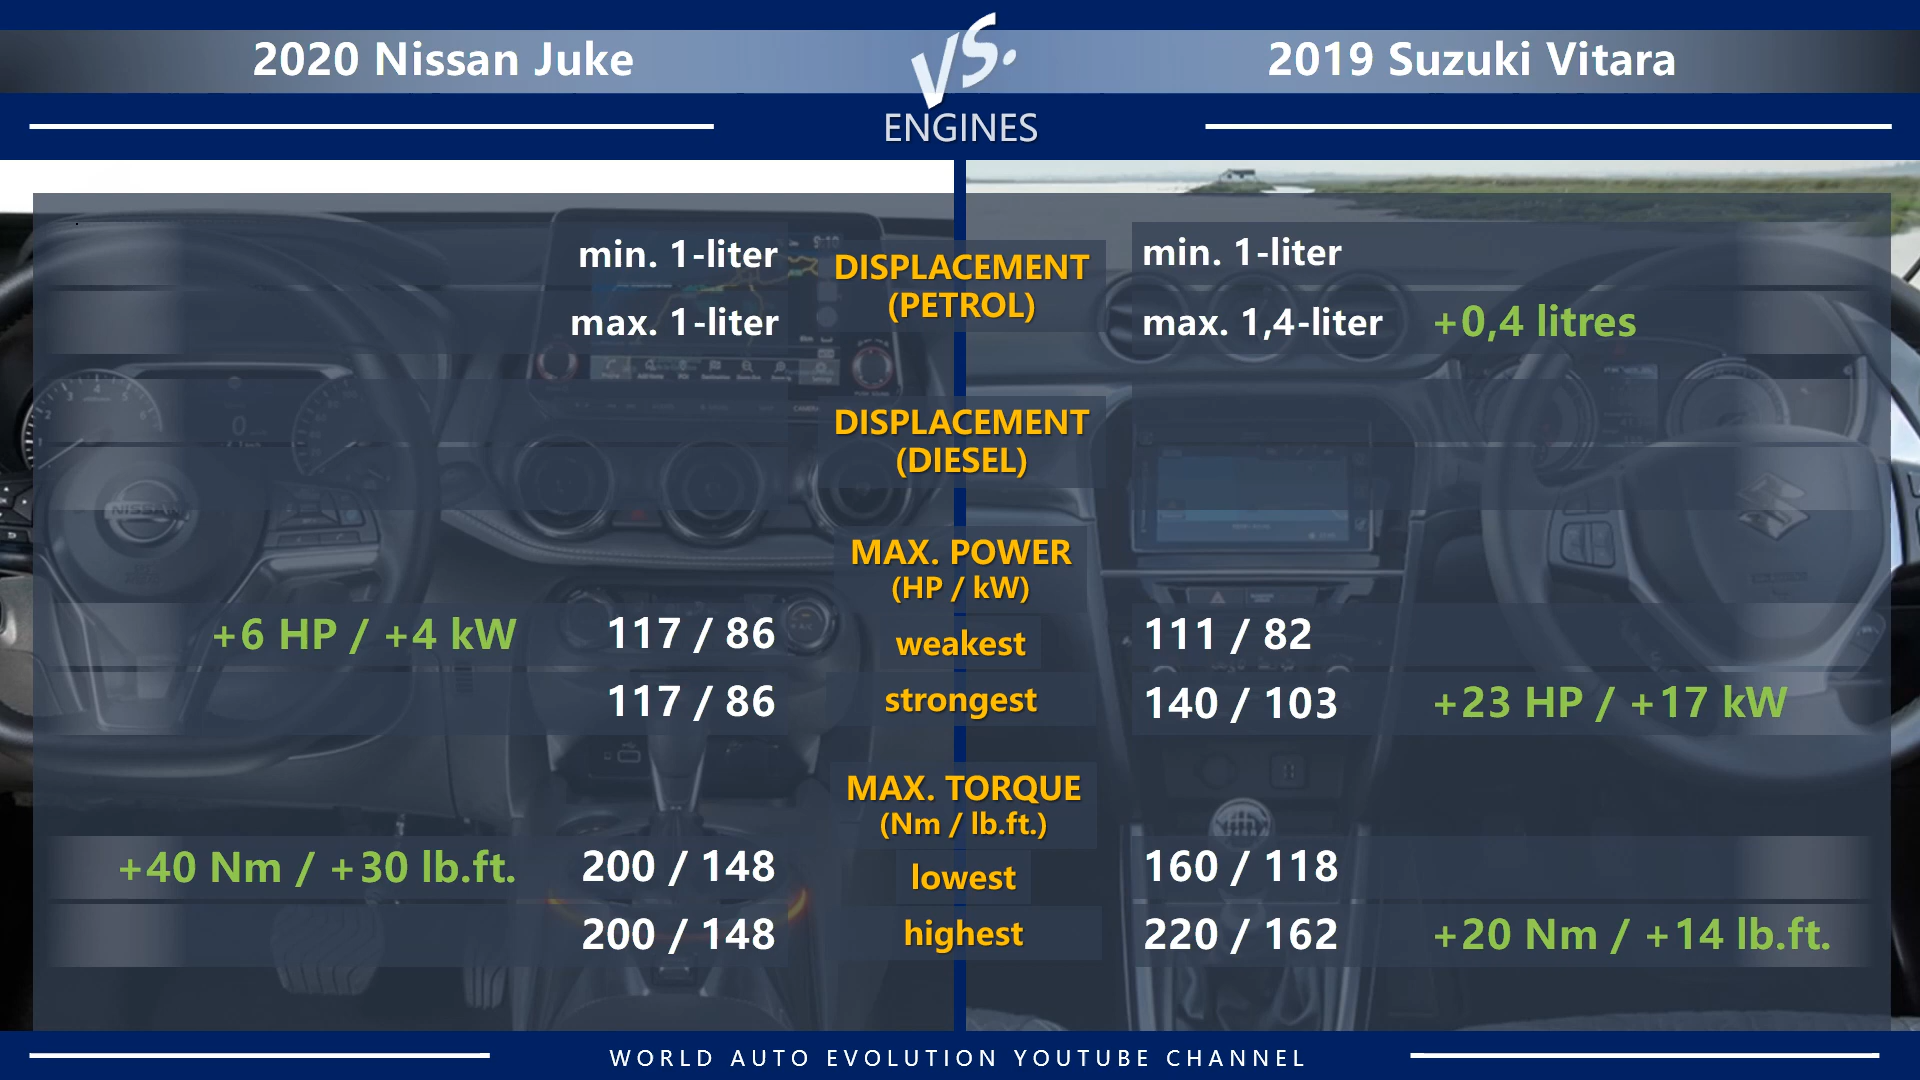 2020 Nissan Juke
VS.
2019 Suzuki Vitara
ENGINES
min. 1-liter
DISPLACEMENT
(PETROL)
min. 1-liter
max. 1-liter
max. 1,4-liter
+0,4 litres
DISPLACEMENT
(DIESEL)
MAX. POWER
(HP / kW)
+6 HP / +4 kW
117 / 86
weakest
111 / 82
117 / 86
strongest
140 / 103
+23 HP / +17 kW
MAX. TORQUE
(Nm / lb.ft.)
+40 Nm / +30 lb.ft.
200 / 148
lowest
160 / 118
200 / 148
highest
220 / 162
+20 Nm / +14 lb.ft.
NISSAN
9:10
WORLD AUTO EVOLUTION YOUTUBE CHANNEL